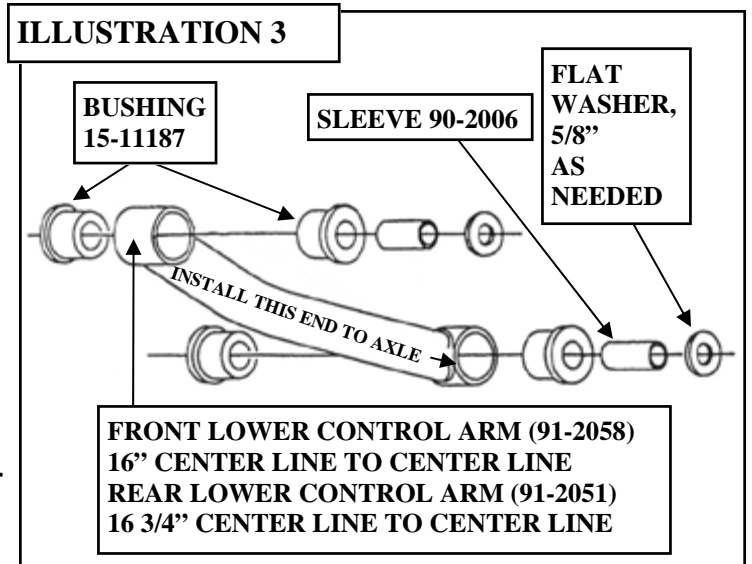 ILLUSTRATION 3
BUSHING
15-11187
SLEEVE 90-2006
FLAT
WASHER,
5/8”
AS
NEEDED
INSTALL THIS END TO AXLE
FRONT LOWER CONTROL ARM (91-2058)
16” CENTER LINE TO CENTER LINE
REAR LOWER CONTROL ARM (91-2051)
16 3/4” CENTER LINE TO CENTER LINE